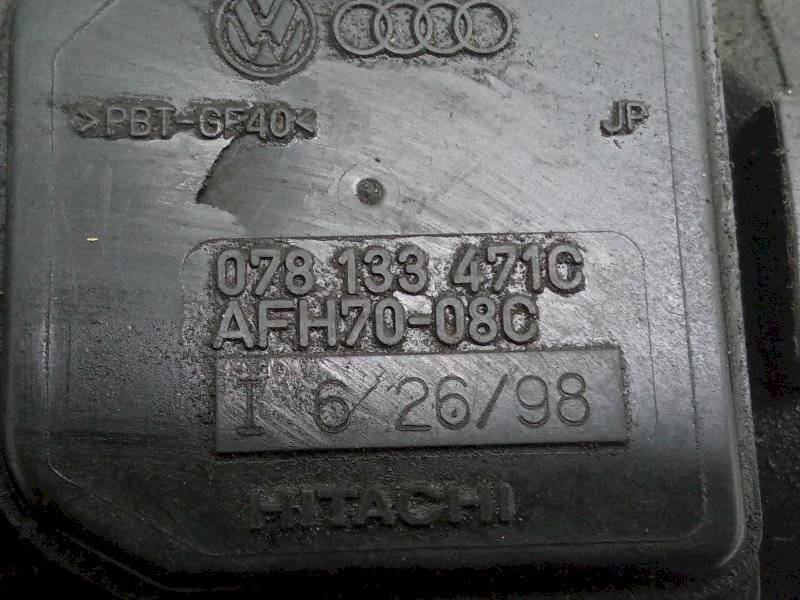 >PBT-GF40< JP
078 133 471C
AFH70-08C
I 6/26/98
HITACHI